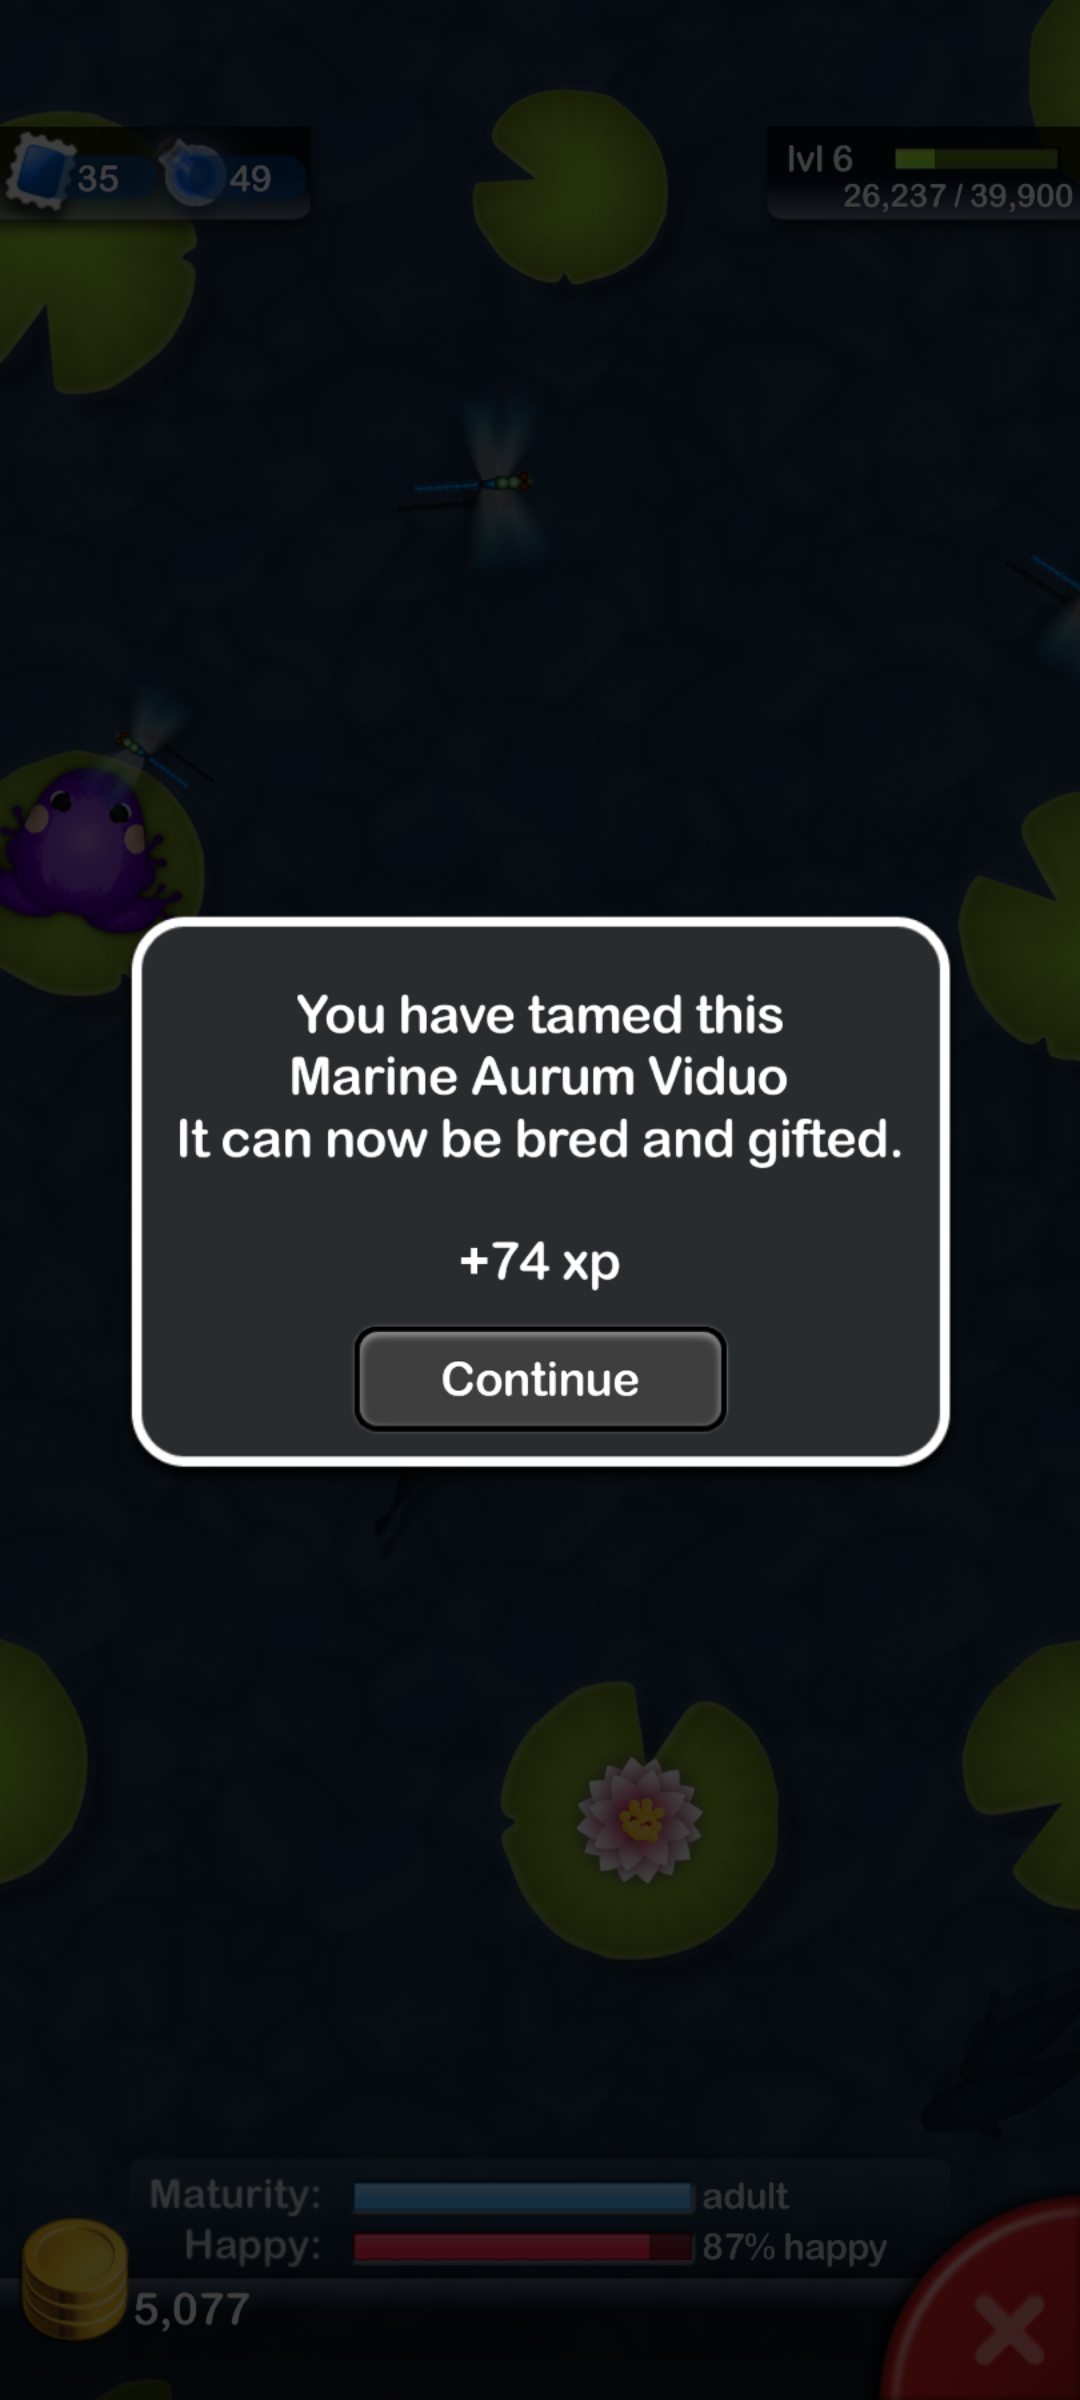 35
49
lvl 6
26,237 / 39,900
You have tamed this
Marine Aurum Viduo
It can now be bred and gifted.
+74 xp
Continue
Maturity: adult
Happy: 87% happy
5,077